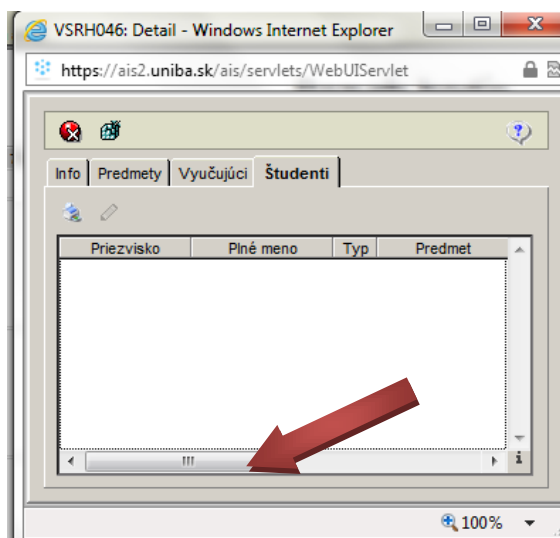 VSRH046: Detail - Windows Internet Explorer
https://ais2.uniba.sk/ais/servlets/WebUIServlet
Info Predmety Vyučujúci Študenti
Priezvisko Plné meno Typ Predmet
i
100%